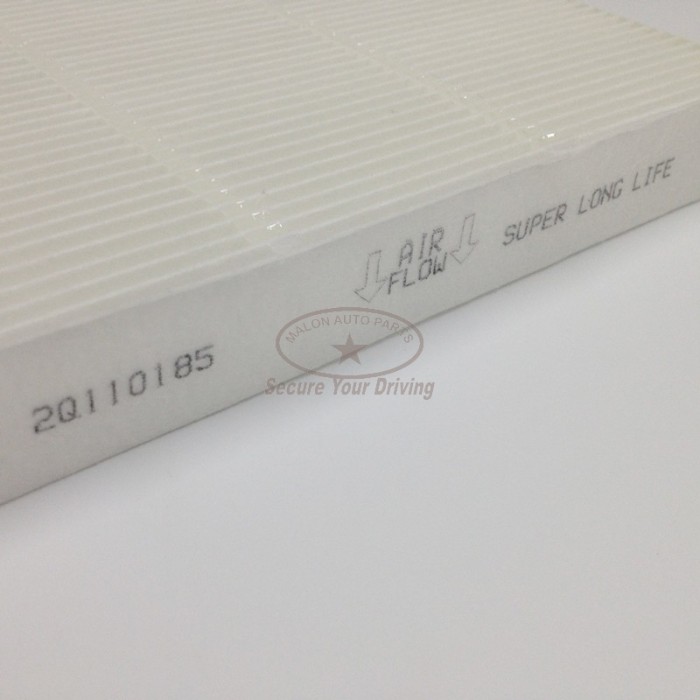 AIR
FLOW
SUPER LONG LIFE
2Q110185
MALON AUTO PARTS
Secure Your Driving